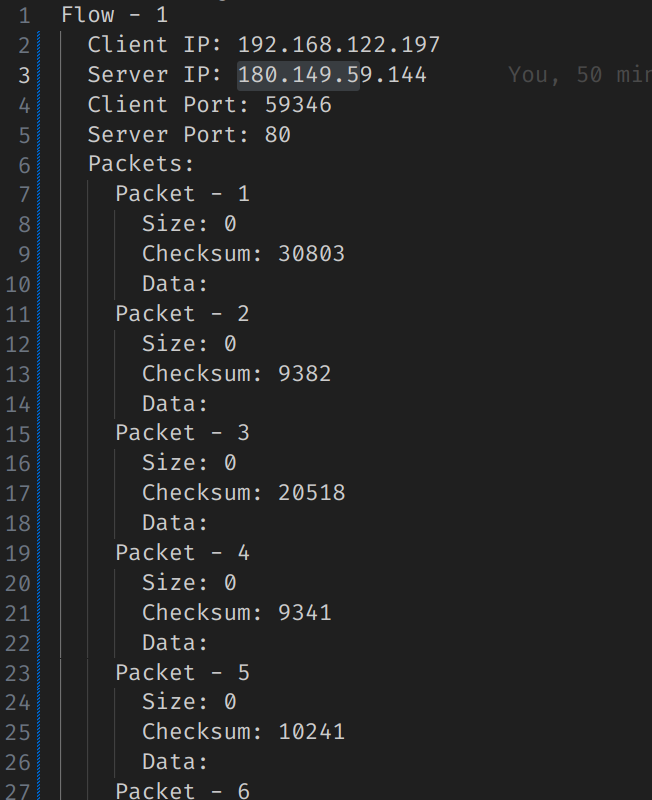 1 Flow - 1
2 Client IP: 192.168.122.197
3 Server IP: 180.149.59.144 You, 50 min
4 Client Port: 59346
5 Server Port: 80
6 Packets:
7 Packet - 1
8 Size: 0
9 Checksum: 30803
10 Data:
11 Packet - 2
12 Size: 0
13 Checksum: 9382
14 Data:
15 Packet - 3
16 Size: 0
17 Checksum: 20518
18 Data:
19 Packet - 4
20 Size: 0
21 Checksum: 9341
22 Data:
23 Packet - 5
24 Size: 0
25 Checksum: 10241
26 Data:
27 Packet - 6